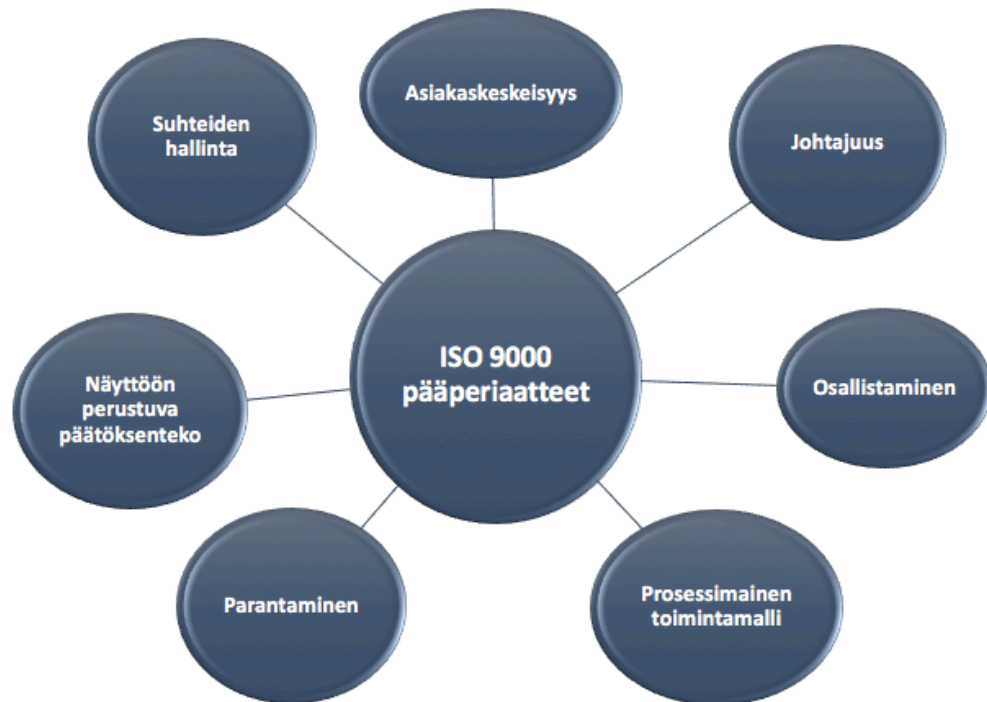 Asiakaskeskeisyys
Johtajuus
Osallistaminen
Prosessimainen
toimintamalli
Parantaminen
Näyttöön
perustuva
päätöksenteko
Suhteiden
hallinta
ISO 9000
pääperiaatteet